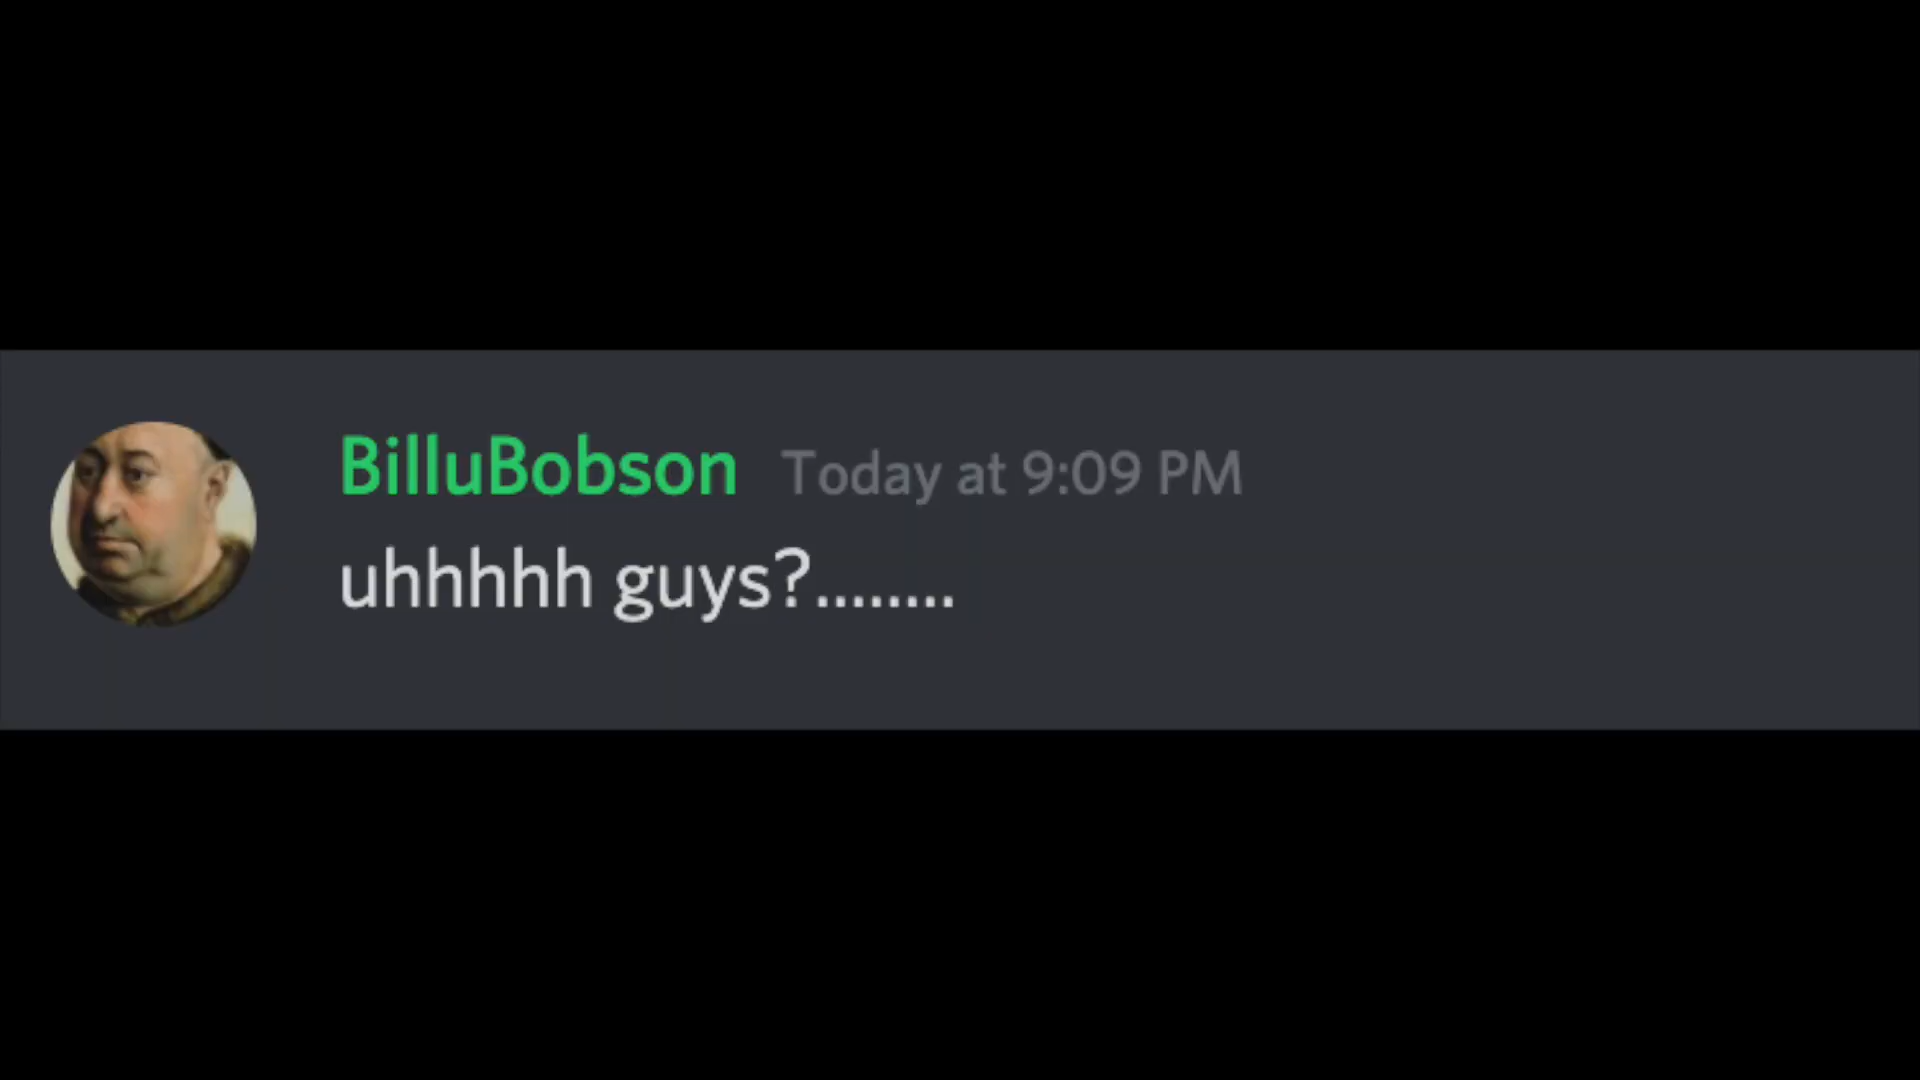 BilluBobson Today at 9:09 PM
uhhhhh guys?........